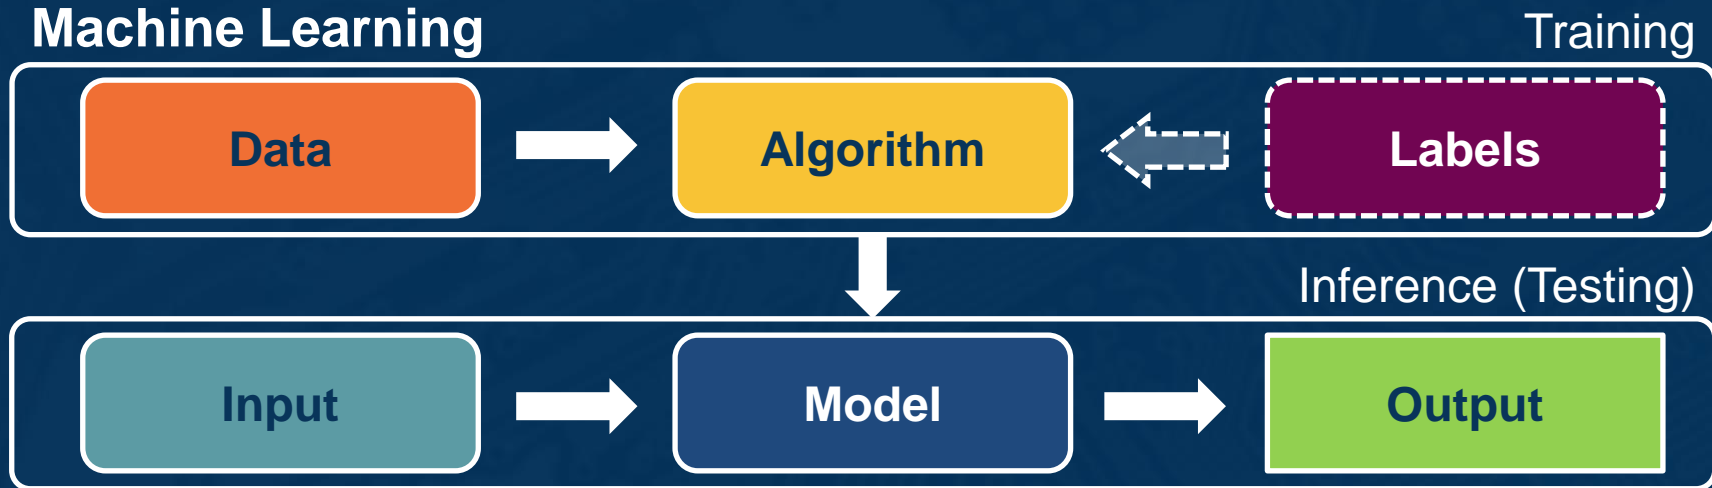 Machine Learning
Training
Data
Algorithm
Labels
Inference (Testing)
Input
Model
Output